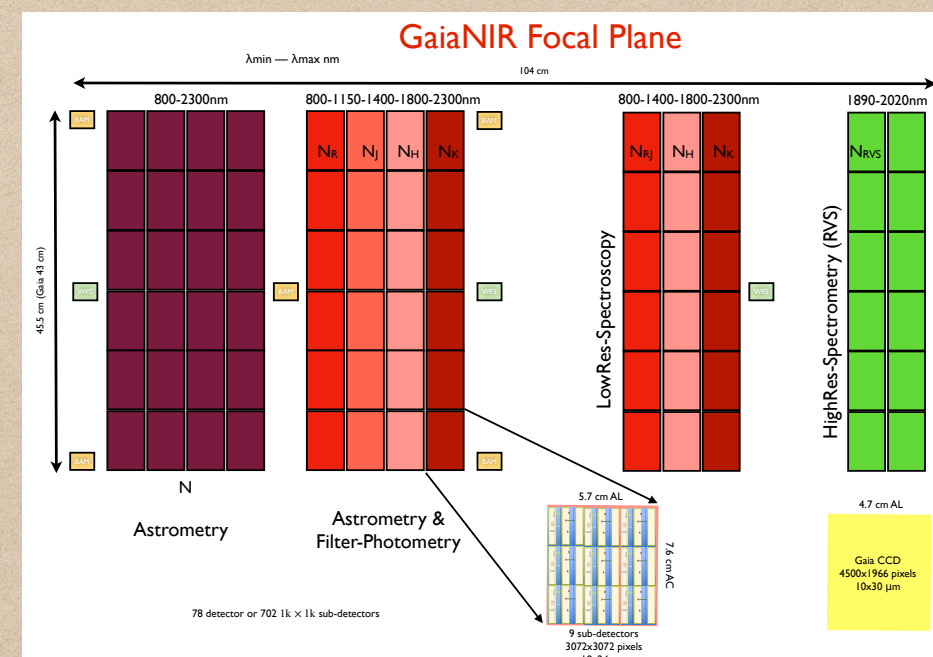 GaiaNIR Focal Plane
λmin — λmax nm
104 cm
800-2300nm
800-1150-1400-1800-2300nm
800-1400-1800-2300nm
1890-2020nm
BAM
BAM
NR
NJ
NH
NK
NRJ
NH
NK
NRVS
45.5 cm (Gaia 43 cm)
WFS
BAM
WFS
WFS
LowRes-Spectroscopy
HighRes-Spectrometry (RVS)
BAM
BAM
N
Astrometry
Astrometry &
Filter-Photometry
5.7 cm AL
7.6 cm AC
4.7 cm AL
Gaia CCD
4500x1966 pixels
10x30 μm
78 detector or 702 1k × 1k sub-detectors
9 sub-detectors
3072x3072 pixels